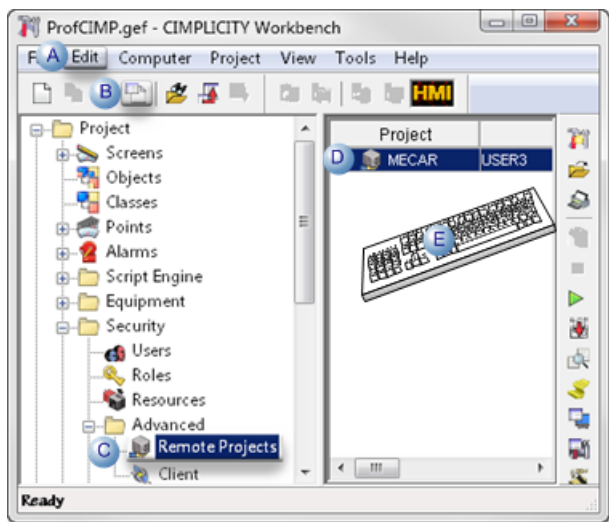 ProfCIMP.gef - CIMPLICITY Workbench
F A Edit Computer Project View Tools Help
B HMI
Project
Screens
Objects
Classes
Points
Alarms
Script Engine
Equipment
Security
Users
Roles
Resources
Advanced
C Remote Projects
Client
Project
D MECAR USER3
E
Ready